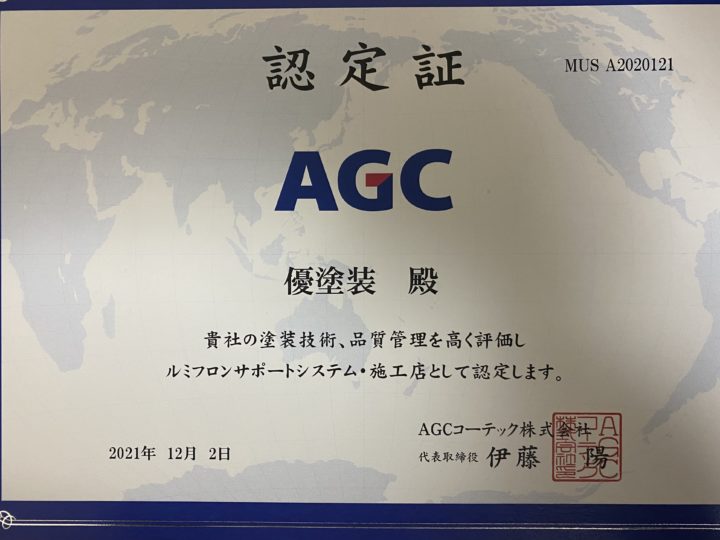 認定証
MUS A2020121
AGC
優塗装 殿
貴社の塗装技術、品質管理を高く評価し
ルミフロンサポートシステム・施工店として認定します。
2021年 12月 2日
AGCコーテック株式会社
代表取締役 伊藤 陽